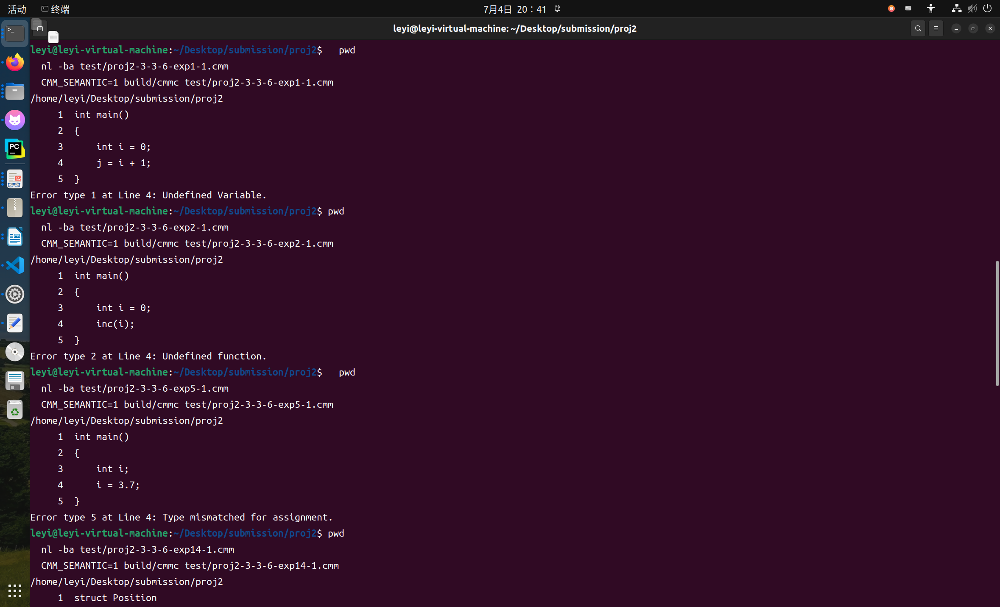 活动 终端 7月4日 20：41
leyi@leyi-virtual-machine: ~/Desktop/submission/proj2
leyi@leyi-virtual-machine:~/Desktop/submission/proj2$   pwd
  nl -ba test/proj2-3-3-6-exp1-1.cmm
  CMM_SEMANTIC=1 build/cmmc test/proj2-3-3-6-exp1-1.cmm
/home/leyi/Desktop/submission/proj2
     1  int main()
     2  {
     3      int i = 0;
     4      j = i + 1;
     5  }
Error type 1 at Line 4: Undefined Variable.
leyi@leyi-virtual-machine:~/Desktop/submission/proj2$ pwd
  nl -ba test/proj2-3-3-6-exp2-1.cmm
  CMM_SEMANTIC=1 build/cmmc test/proj2-3-3-6-exp2-1.cmm
/home/leyi/Desktop/submission/proj2
     1  int main()
     2  {
     3      int i = 0;
     4      inc(i);
     5  }
Error type 2 at Line 4: Undefined function.
leyi@leyi-virtual-machine:~/Desktop/submission/proj2$   pwd
  nl -ba test/proj2-3-3-6-exp5-1.cmm
  CMM_SEMANTIC=1 build/cmmc test/proj2-3-3-6-exp5-1.cmm
/home/leyi/Desktop/submission/proj2
     1  int main()
     2  {
     3      int i;
     4      i = 3.7;
     5  }
Error type 5 at Line 4: Type mismatched for assignment.
leyi@leyi-virtual-machine:~/Desktop/submission/proj2$ pwd
  nl -ba test/proj2-3-3-6-exp14-1.cmm
  CMM_SEMANTIC=1 build/cmmc test/proj2-3-3-6-exp14-1.cmm
/home/leyi/Desktop/submission/proj2
     1  struct Position
PC